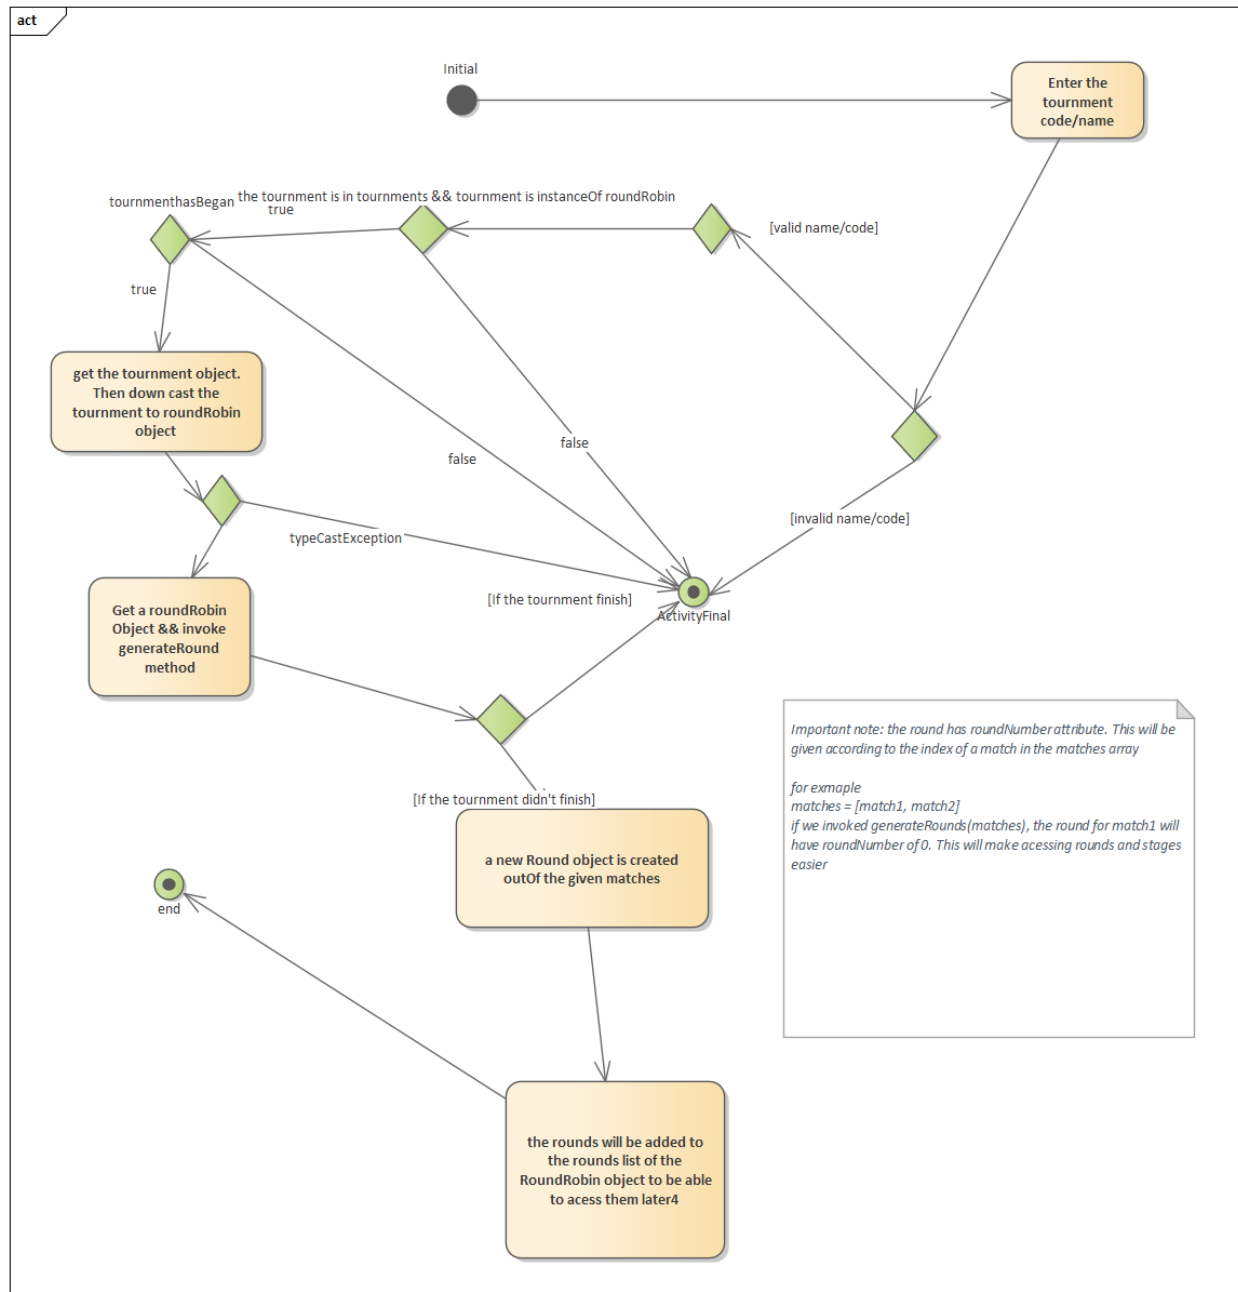 act
Initial
Enter the
tournment
code/name
the tournment is in tournments && tournment is instanceOf roundRobin
tournmenthasBegan
true
[valid name/code]
true
get the tournment object.
Then down cast the
tournment to roundRobin
object
false
false
[invalid name/code]
typeCastException
Get a roundRobin
Object && invoke
generateRound
method
[If the tournment finish]
ActivityFinal
Important note: the round has roundNumber attribute. This will be
given according to the index of a match in the matches array
for exmaple
matches = [match1, match2]
if we invoked generateRounds(matches), the round for match1 will
have roundNumber of 0. This will make acessing rounds and stages
easier
[If the tournment didn't finish]
a new Round object is created
outOf the given matches
end
the rounds will be added to
the rounds list of the
RoundRobin object to be able
to acess them later4